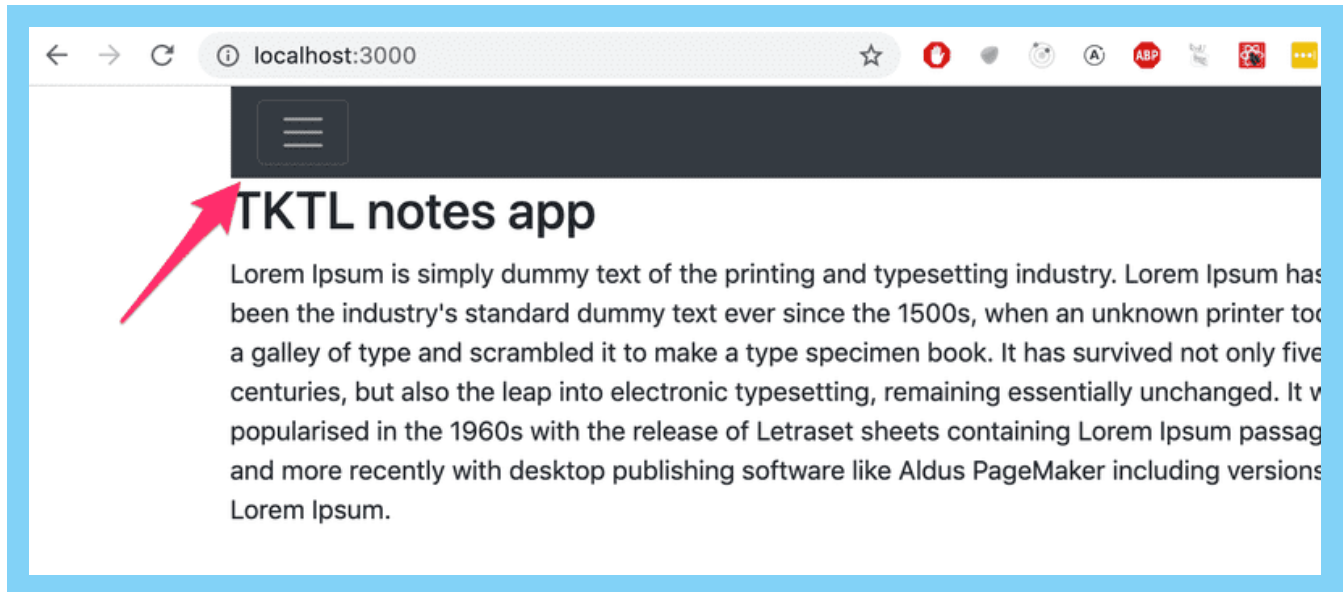 localhost:3000
A
ABP
TKTL notes app
Lorem Ipsum is simply dummy text of the printing and typesetting industry. Lorem Ipsum has
been the industry's standard dummy text ever since the 1500s, when an unknown printer too
a galley of type and scrambled it to make a type specimen book. It has survived not only five
centuries, but also the leap into electronic typesetting, remaining essentially unchanged. It w
popularised in the 1960s with the release of Letraset sheets containing Lorem Ipsum passag
and more recently with desktop publishing software like Aldus PageMaker including versions
Lorem Ipsum.